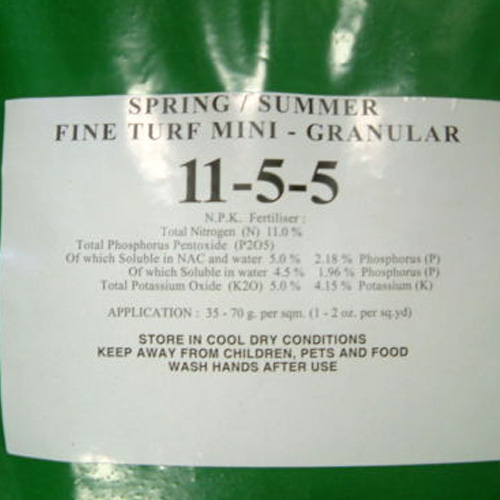 SPRING / SUMMER
FINE TURF MINI - GRANULAR
11-5-5
N.P.K. Fertiliser :
Total Nitrogen (N) 11.0 %
Total Phosphorus Pentoxide (P2O5)
Of which Soluble in NAC and water 5.0 % 2.18 % Phosphorus (P)
Of which Soluble in water 4.5 % 1.96 % Phosphorus (P)
Total Potassium Oxide (K2O) 5.0 % 4.15 % Potassium (K)
APPLICATION : 35 - 70 g. per sqm. (1 - 2 oz. per sq.yd)
STORE IN COOL DRY CONDITIONS
KEEP AWAY FROM CHILDREN, PETS AND FOOD
WASH HANDS AFTER USE